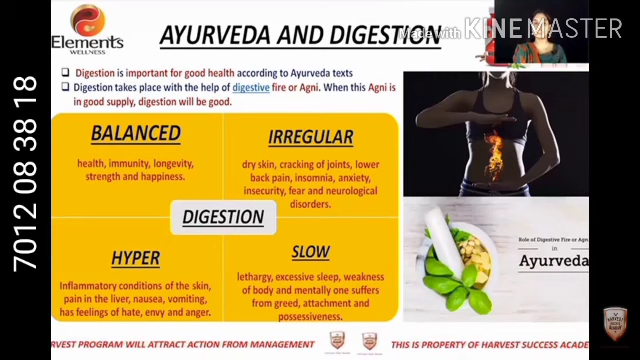 Elements
WELLNESS
AYURVEDA AND DIGESTION
Made with KINEMASTER
Digestion is important for good health according to Ayurveda texts
Digestion takes place with the help of digestive fire or Agni. When this Agni is
in good supply, digestion will be good.
7012 08 38 18
BALANCED
health, immunity, longevity,
strength and happiness.
IRREGULAR
dry skin, cracking of joints, lower
back pain, insomnia, anxiety,
insecurity, fear and neurological
disorders.
DIGESTION
HYPER
Inflammatory conditions of the skin,
pain in the liver, nausea, vomiting,
has feelings of hate, envy and anger.
SLOW
lethargy, excessive sleep, weakness
of body and mentally one suffers
from greed, attachment and
possessiveness.
Role of Digestive Fire or Agni
in
Ayurveda
RVEST PROGRAM WILL ATTRACT ACTION FROM MANAGEMENT
THIS IS PROPERTY OF HARVEST SUCCESS ACADE